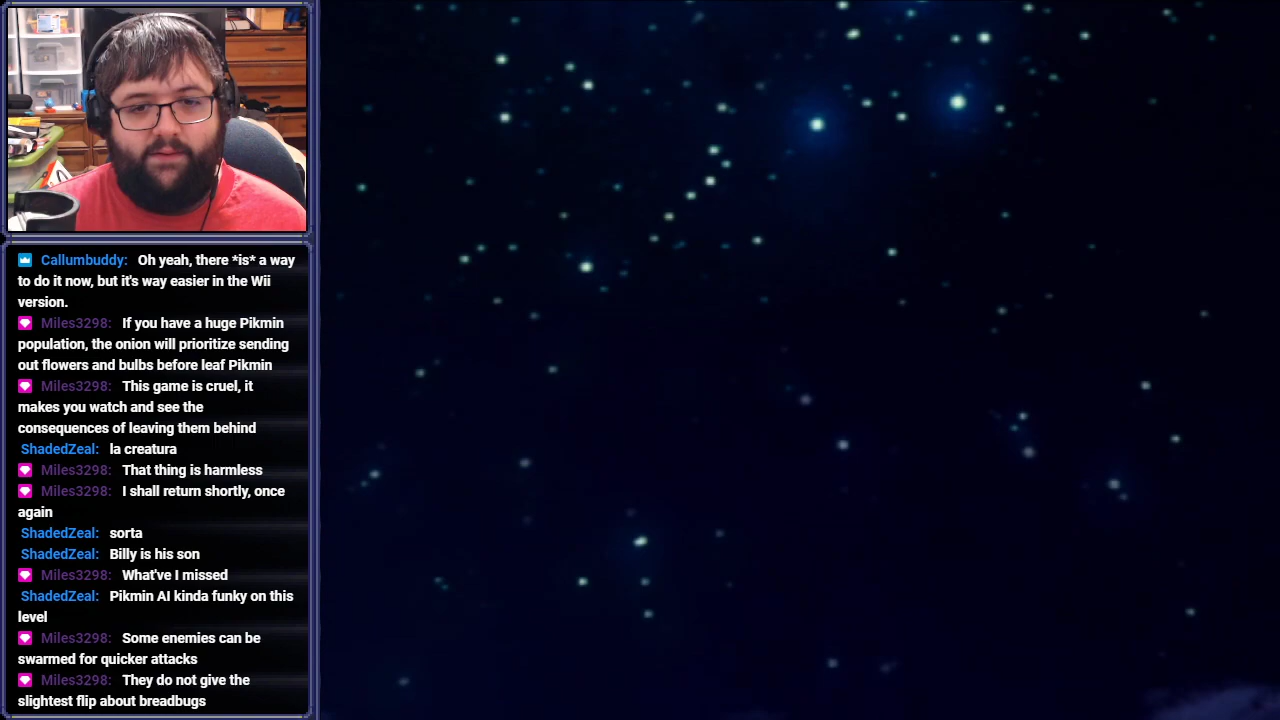 Callumbuddy: Oh yeah, there *is* a way
to do it now, but it's way easier in the Wii
version.
Miles3298: If you have a huge Pikmin
population, the onion will prioritize sending
out flowers and bulbs before leaf Pikmin
Miles3298: This game is cruel, it
makes you watch and see the
consequences of leaving them behind
ShadedZeal: la creatura
Miles3298: That thing is harmless
Miles3298: I shall return shortly, once
again
ShadedZeal: sorta
ShadedZeal: Billy is his son
Miles3298: What've I missed
ShadedZeal: Pikmin AI kinda funky on this
level
Miles3298: Some enemies can be
swarmed for quicker attacks
Miles3298: They do not give the
slightest flip about breadbugs